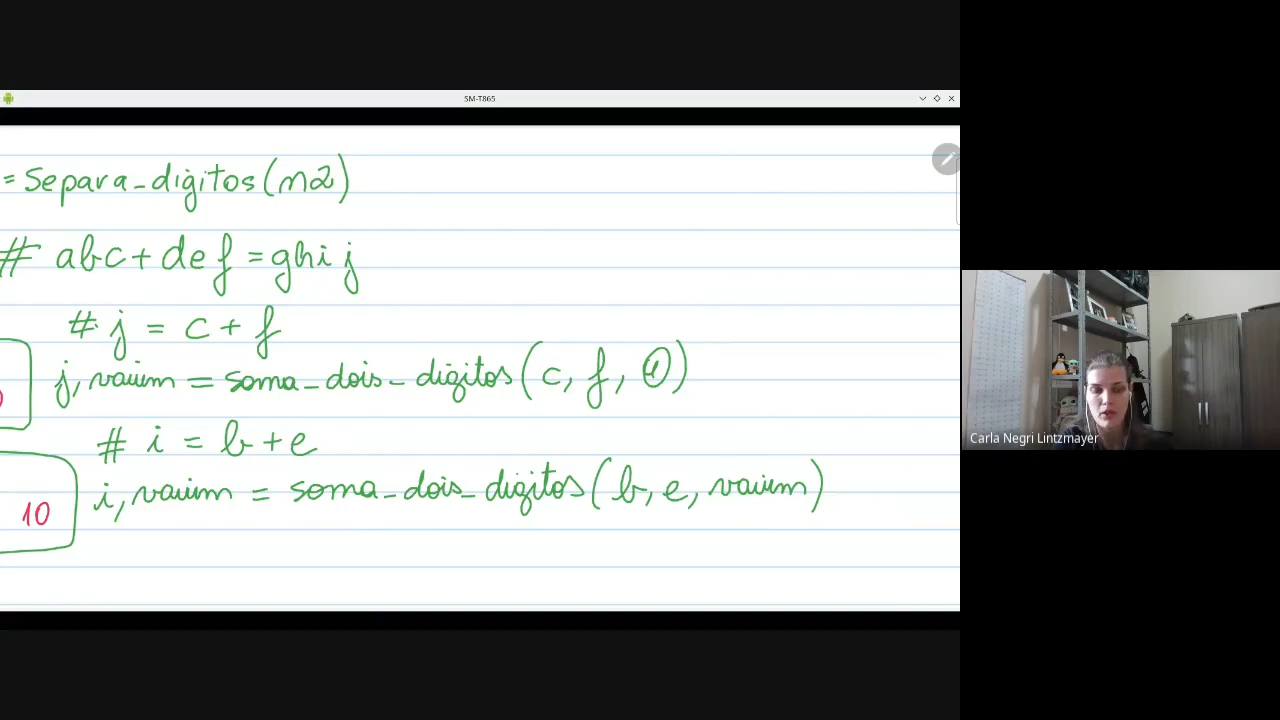 SM-T865
= Separa_digitos(n2)
# abc + def = ghij
# j = c + f
j, vaium = soma_dois_digitos(c, f, 0)
# i = b + e
i, vaium = soma_dois_digitos(b, e, vaium)
10
Carla Negri Lintzmayer